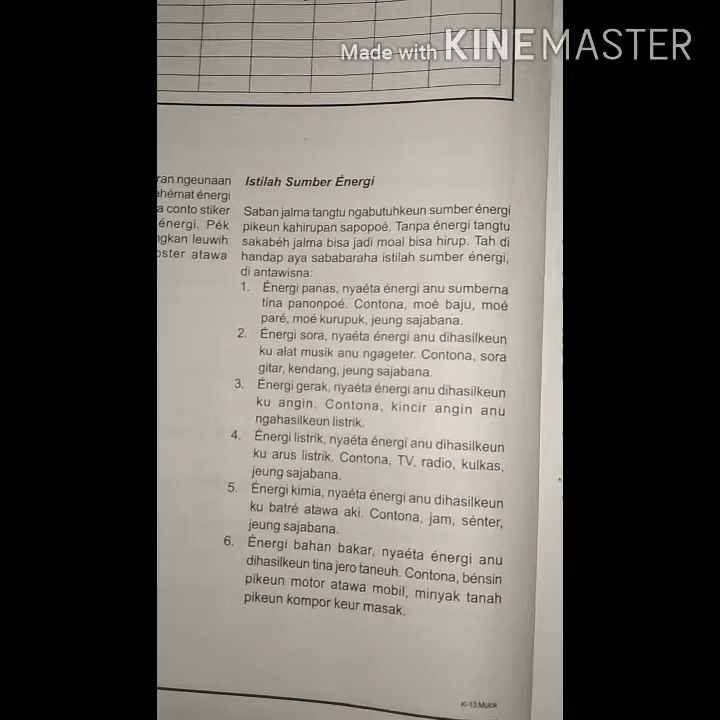 Made with KINEMASTER
ran ngeunaan
ahémat énergi
a conto stiker
énergi. Pék
ngkan leuwih
oster atawa
Istilah Sumber Énergi
Saban jalma tangtu ngabutuhkeun sumber énergi
pikeun kahirupan sapopoé. Tanpa énergi tangtu
sakabéh jalma bisa jadi moal bisa hirup. Tah di
handap aya sababaraha istilah sumber énergi,
di antawisna:
1. Énergi panas, nyaéta énergi anu sumberna
tina panonpoé. Contona, moé baju, moé
paré, moé kurupuk, jeung sajabana.
2. Énergi sora, nyaéta énergi anu dihasilkeun
ku alat musik anu ngageter. Contona, sora
gitar, kendang, jeung sajabana.
3. Énergi gerak, nyaéta énergi anu dihasilkeun
ku angin. Contona, kincir angin anu
ngahasilkeun listrik.
4. Énergi listrik, nyaéta énergi anu dihasilkeun
ku arus listrik. Contona, TV, radio, kulkas,
jeung sajabana.
5. Énergi kimia, nyaéta énergi anu dihasilkeun
ku batré atawa aki. Contona, jam, sénter,
jeung sajabana.
6. Énergi bahan bakar, nyaéta énergi anu
dihasilkeun tina jero taneuh. Contona, bénsin
pikeun motor atawa mobil, minyak tanah
pikeun kompor keur masak.
K-13 Mulok